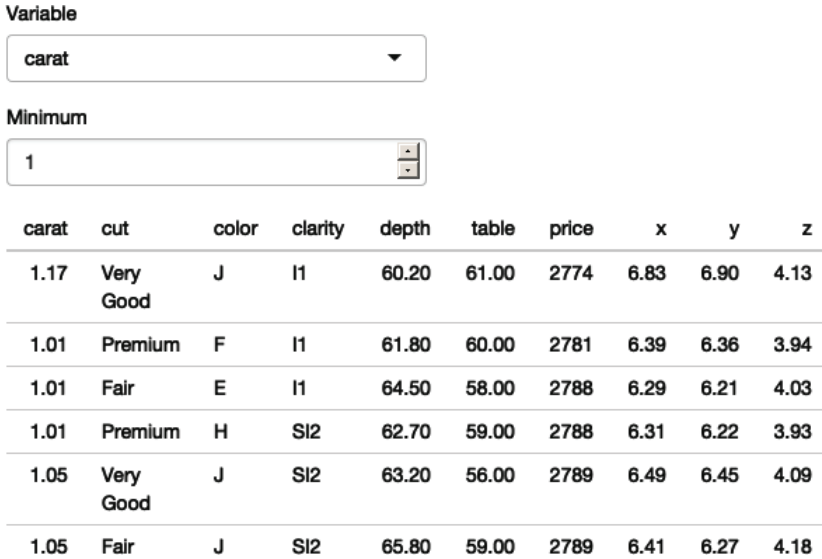 Variable
carat
Minimum
1
carat cut color clarity depth table price x y z
1.17 Very J I1 60.20 61.00 2774 6.83 6.90 4.13
Good
1.01 Premium F I1 61.80 60.00 2781 6.39 6.36 3.94
1.01 Fair E I1 64.50 58.00 2788 6.29 6.21 4.03
1.01 Premium H SI2 62.70 59.00 2788 6.31 6.22 3.93
1.05 Very J SI2 63.20 56.00 2789 6.49 6.45 4.09
Good
1.05 Fair J SI2 65.80 59.00 2789 6.41 6.27 4.18